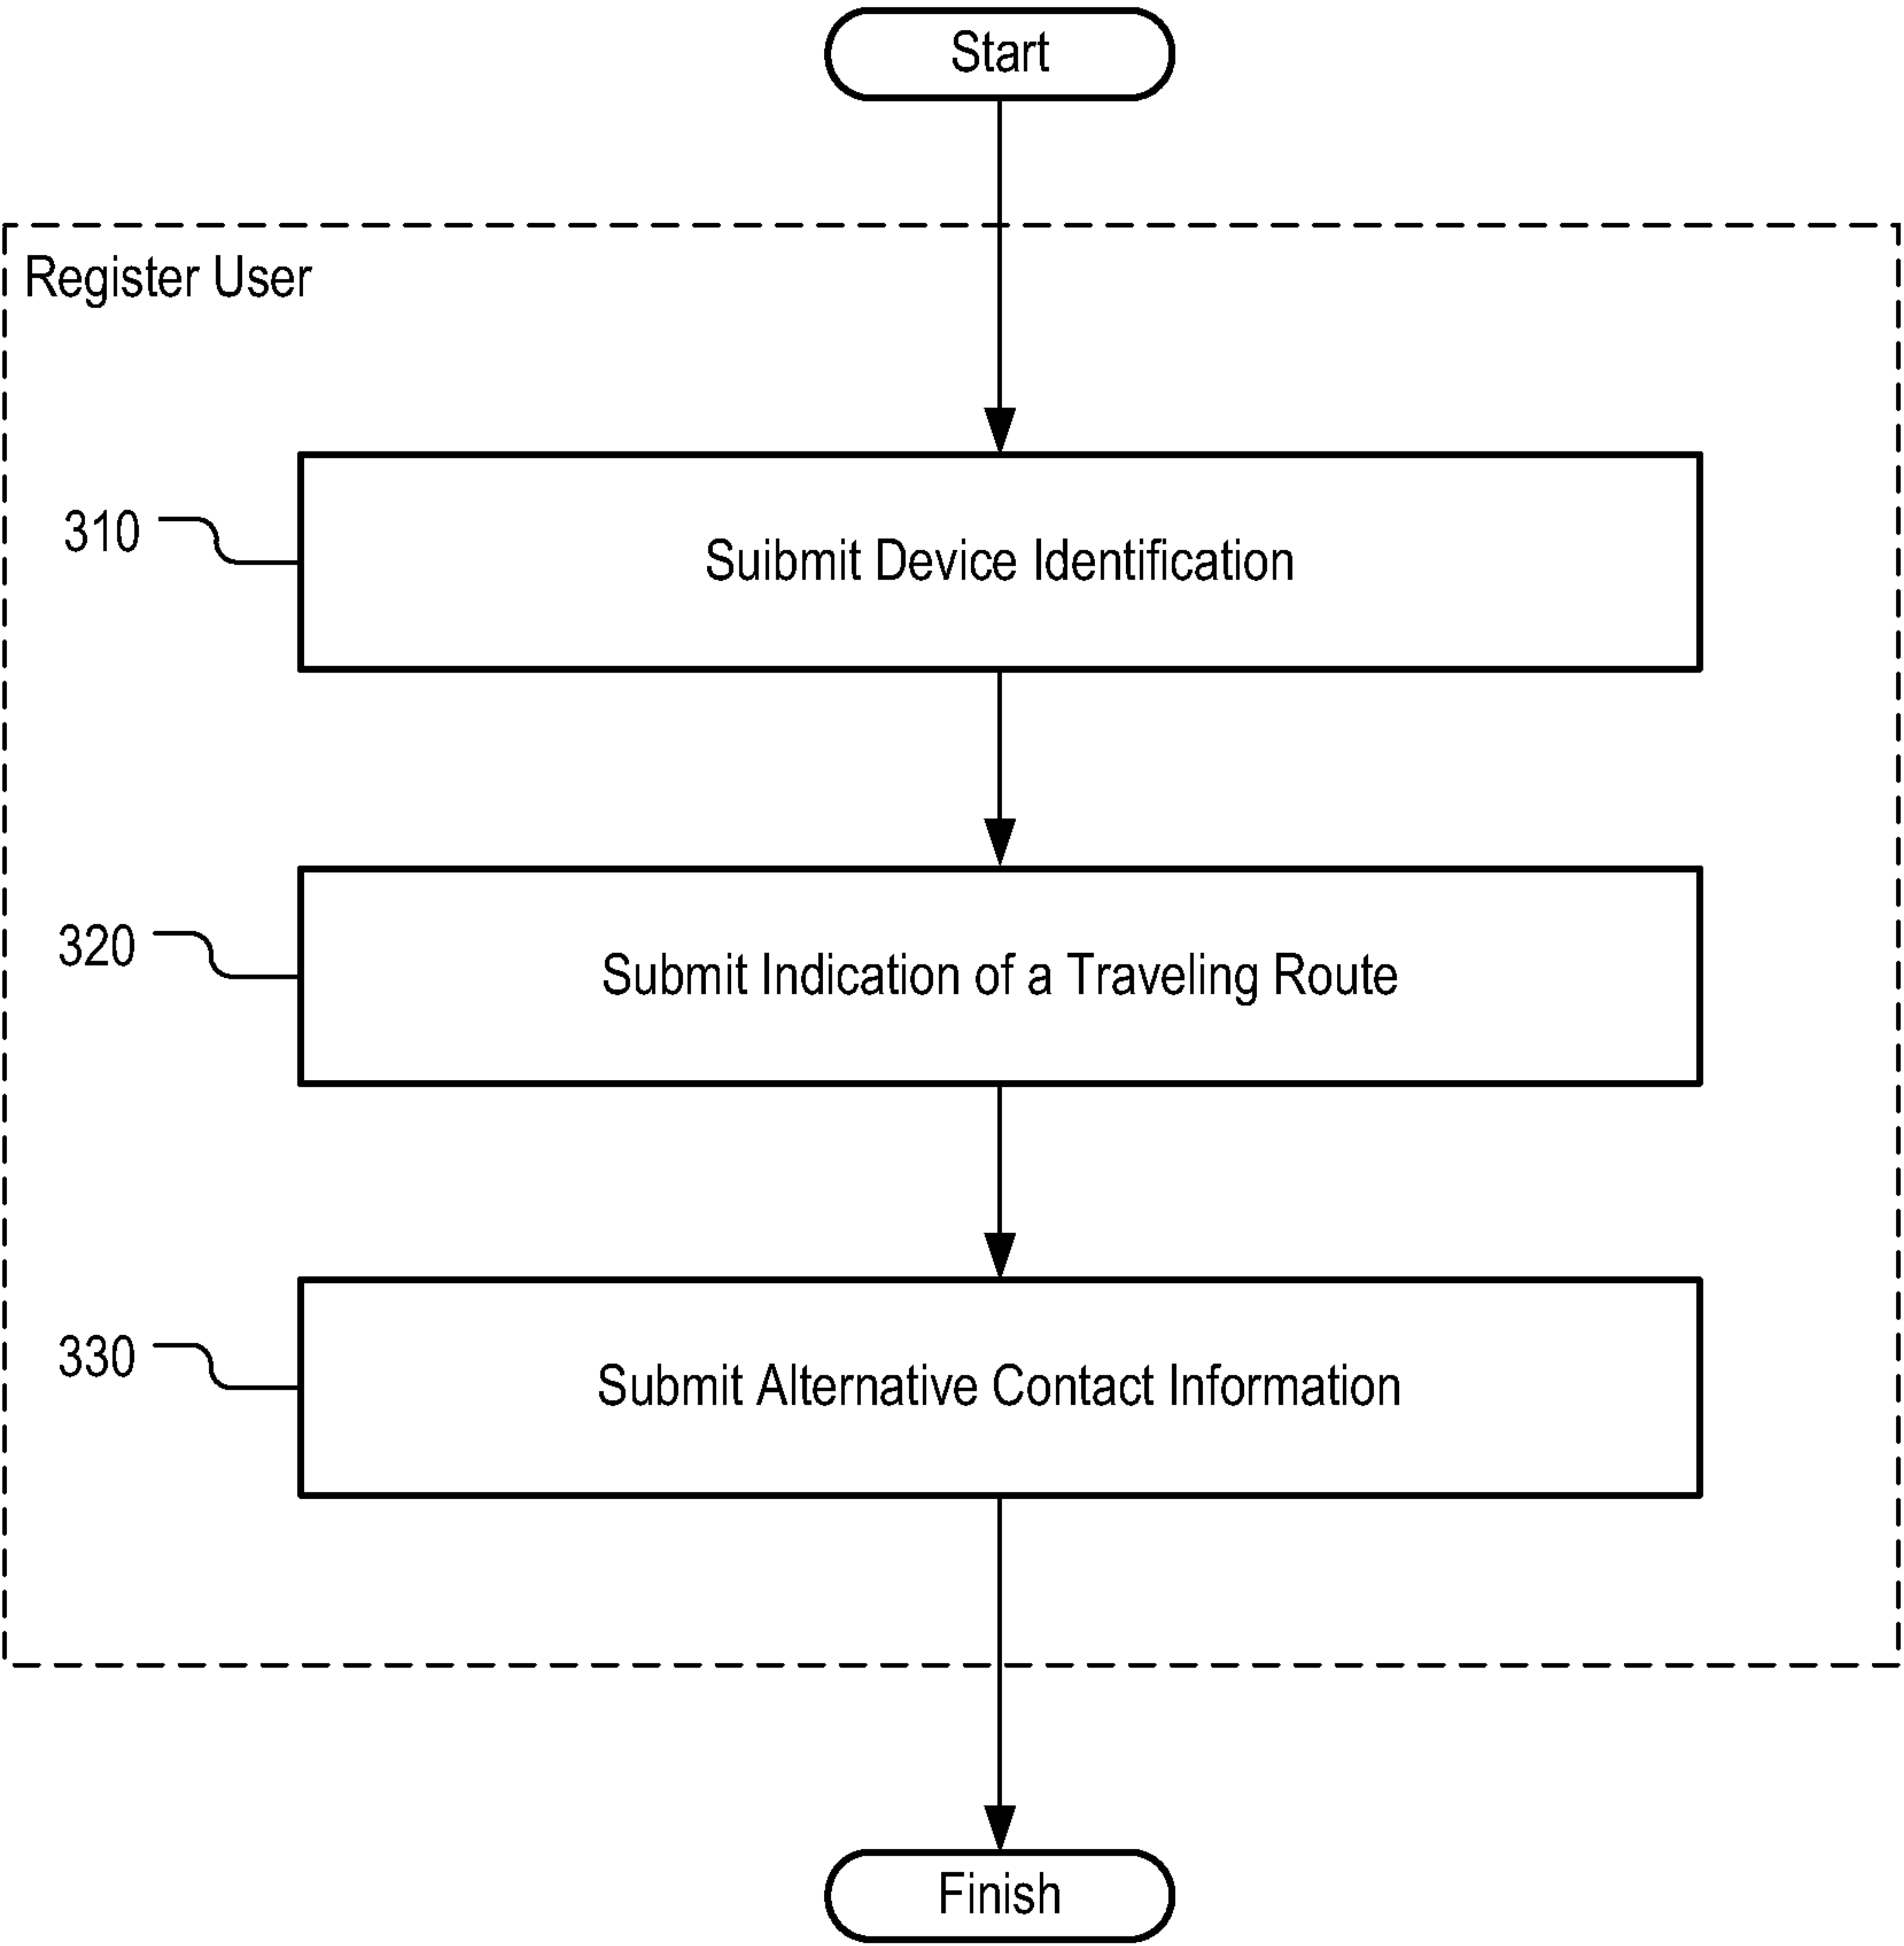 Start
Register User
310
Suibmit Device Identification
320
Submit Indication of a Traveling Route
330
Submit Alternative Contact Information
Finish